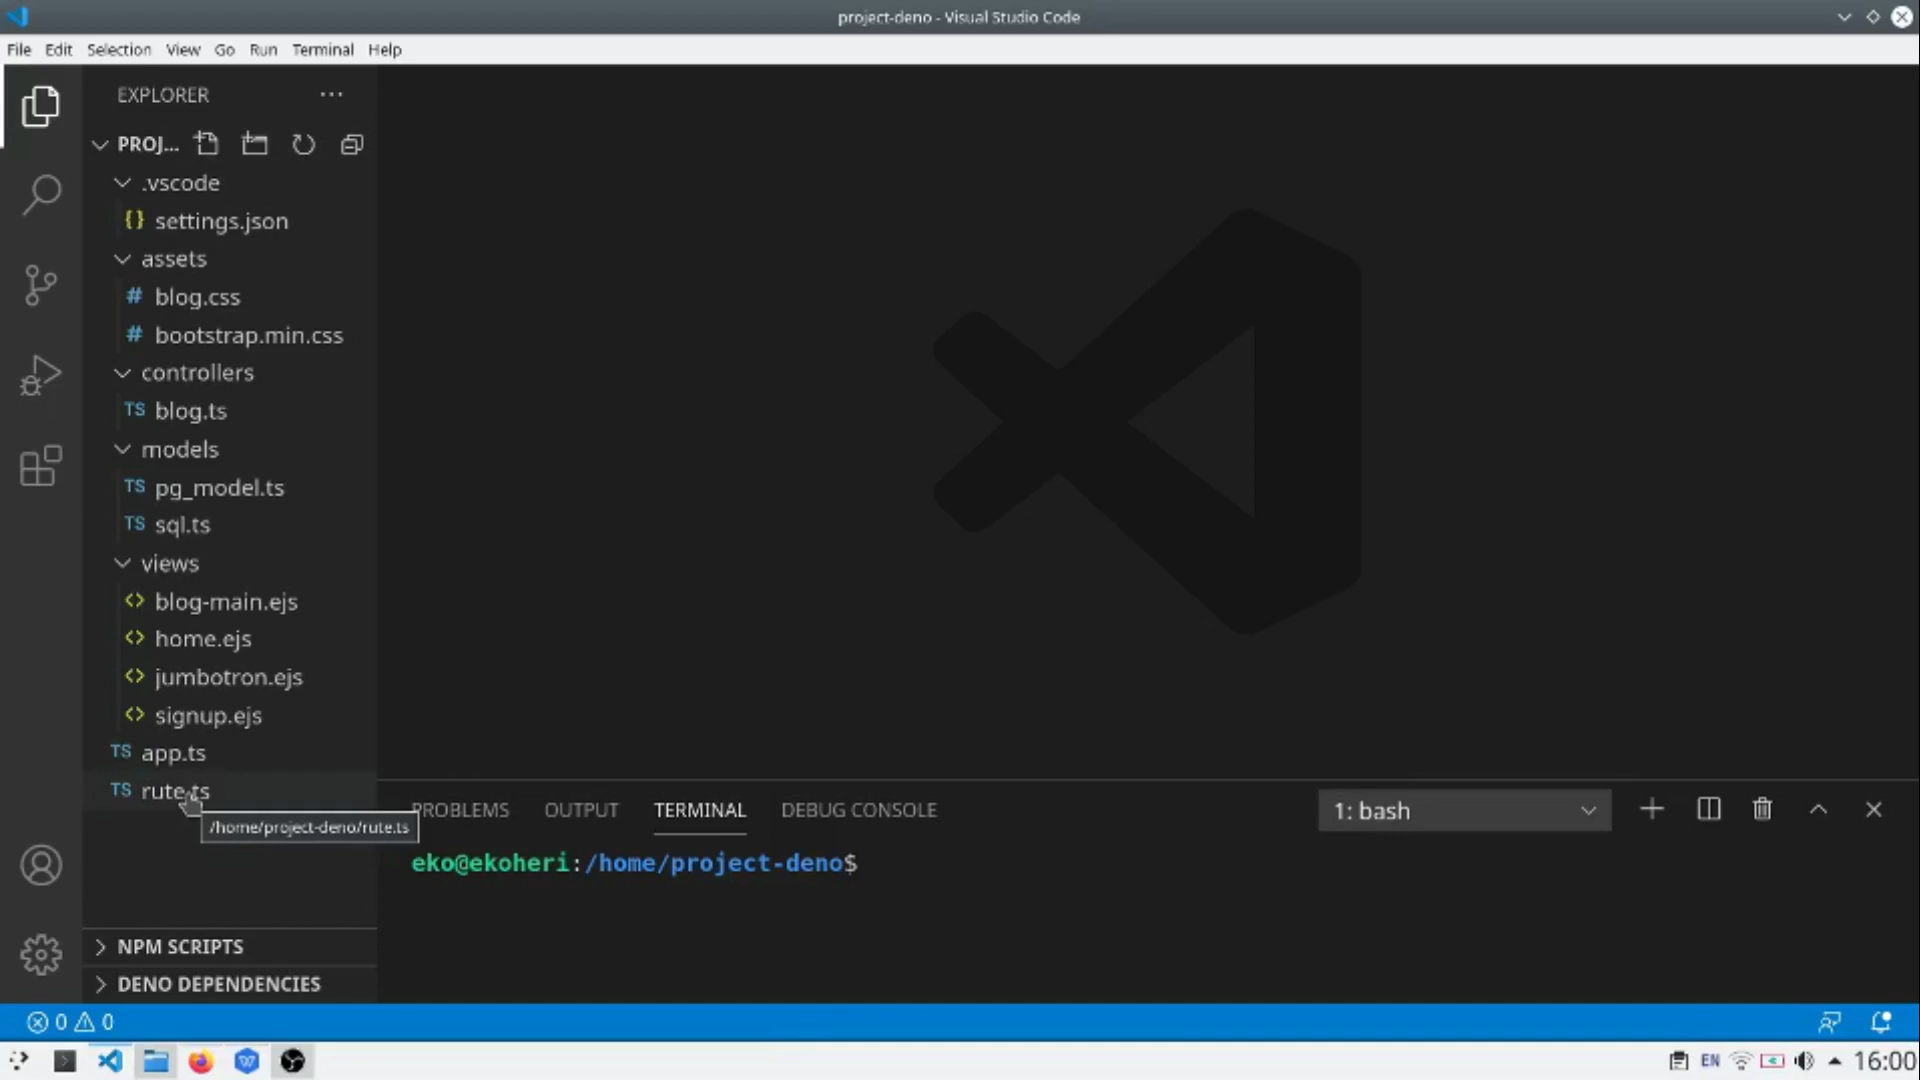 project-deno - Visual Studio Code
File Edit Selection View Go Run Terminal Help
EXPLORER
PROJ...
.vscode
{} settings.json
assets
# blog.css
# bootstrap.min.css
controllers
TS blog.ts
models
TS pg_model.ts
TS sql.ts
views
<> blog-main.ejs
<> home.ejs
<> jumbotron.ejs
<> signup.ejs
TS app.ts
TS rute.ts
/home/project-deno/rute.ts
PROBLEMS OUTPUT TERMINAL DEBUG CONSOLE 1: bash
eko@ekoheri:/home/project-deno$
NPM SCRIPTS
DENO DEPENDENCIES
0 0
EN 16:00